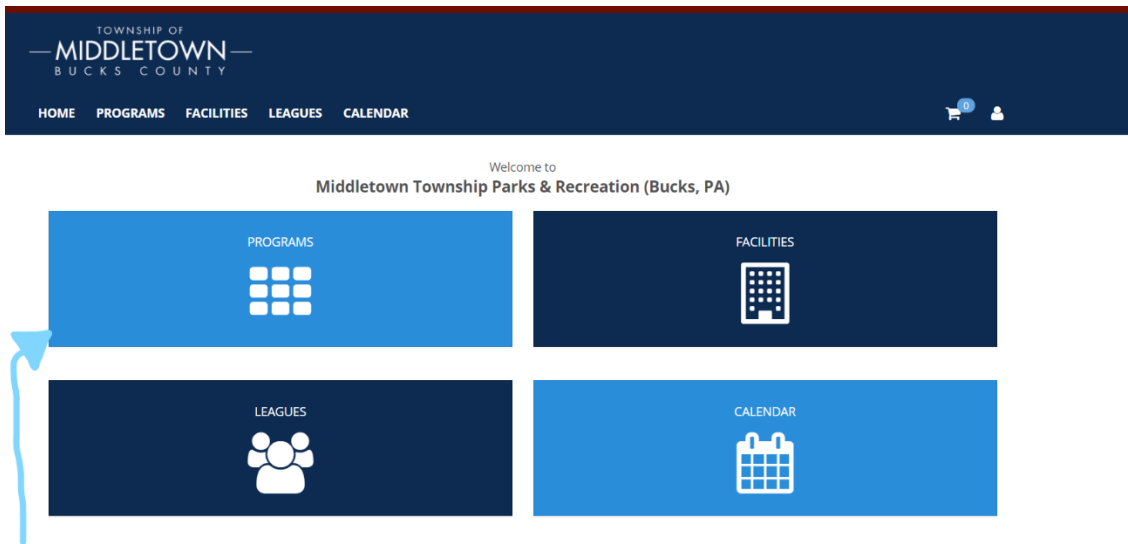 TOWNSHIP OF
MIDDLETOWN
BUCKS COUNTY
HOME PROGRAMS FACILITIES LEAGUES CALENDAR
0
Welcome to
Middletown Township Parks & Recreation (Bucks, PA)
PROGRAMS
FACILITIES
LEAGUES
CALENDAR